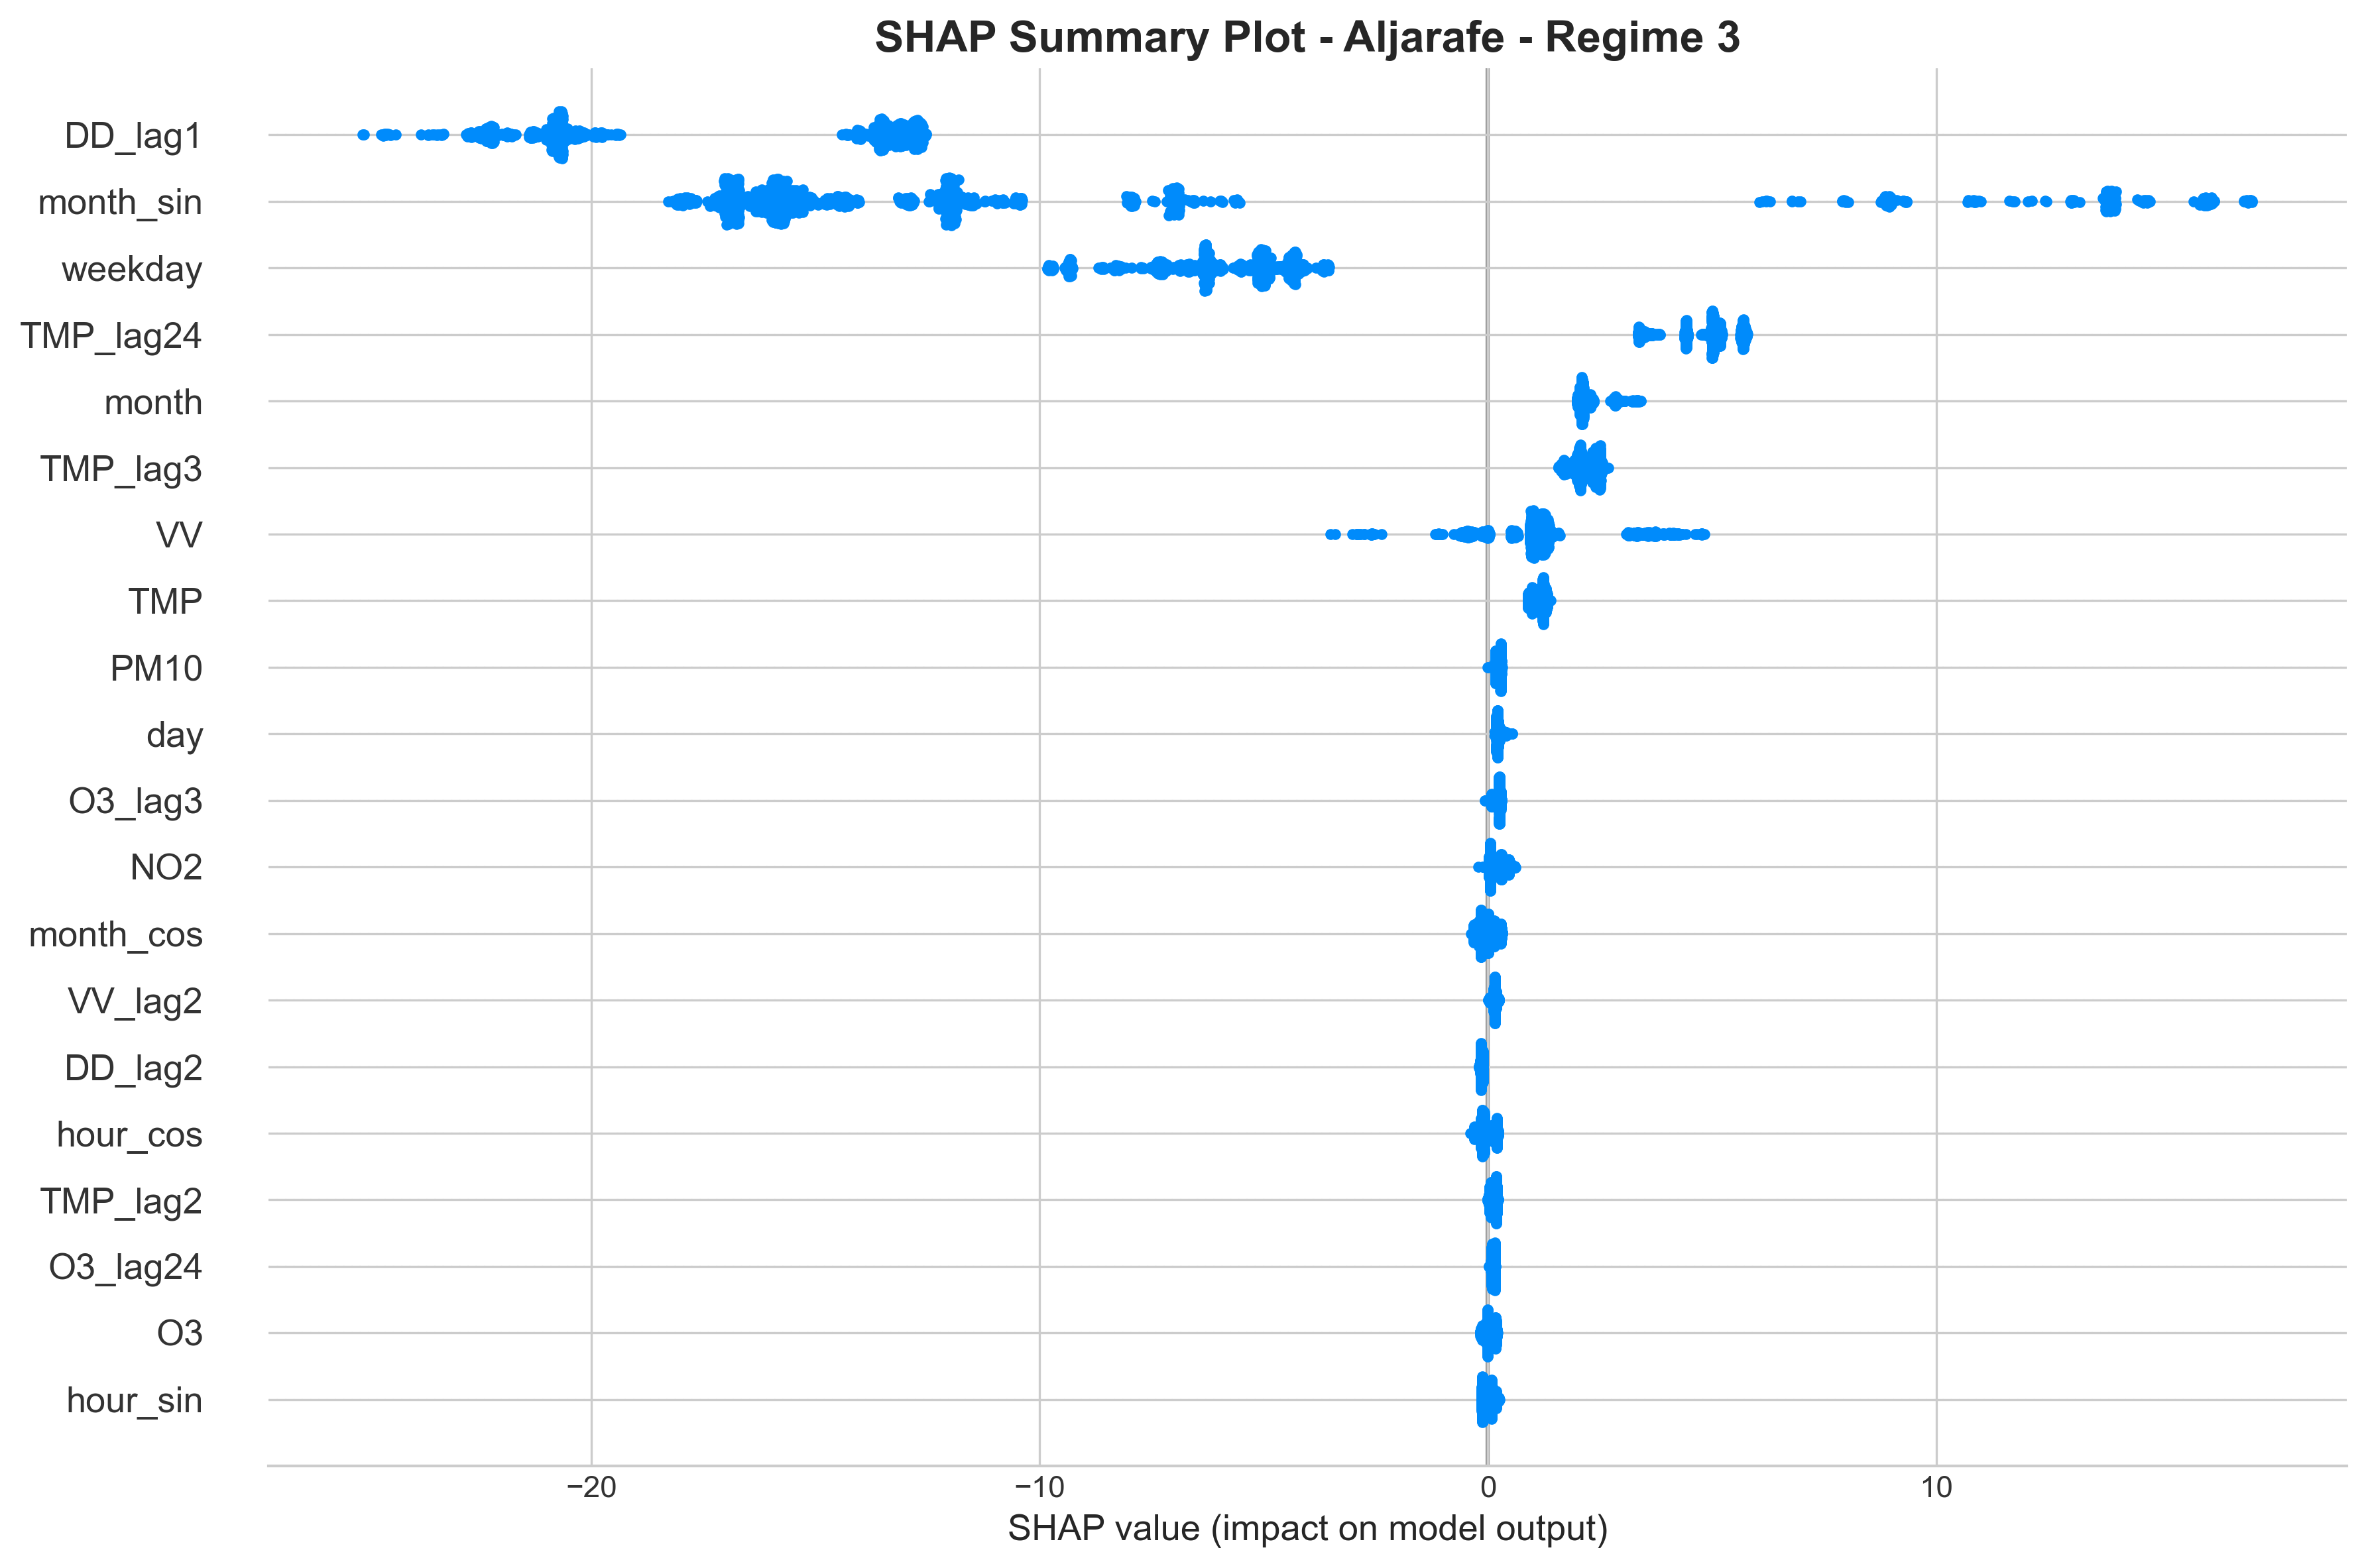 SHAP Summary Plot - Aljarafe - Regime 3
DD_lag1
month_sin
weekday
TMP_lag24
month
TMP_lag3
VV
TMP
PM10
day
O3_lag3
NO2
month_cos
VV_lag2
DD_lag2
hour_cos
TMP_lag2
O3_lag24
O3
hour_sin
−20 −10 0 10
SHAP value (impact on model output)